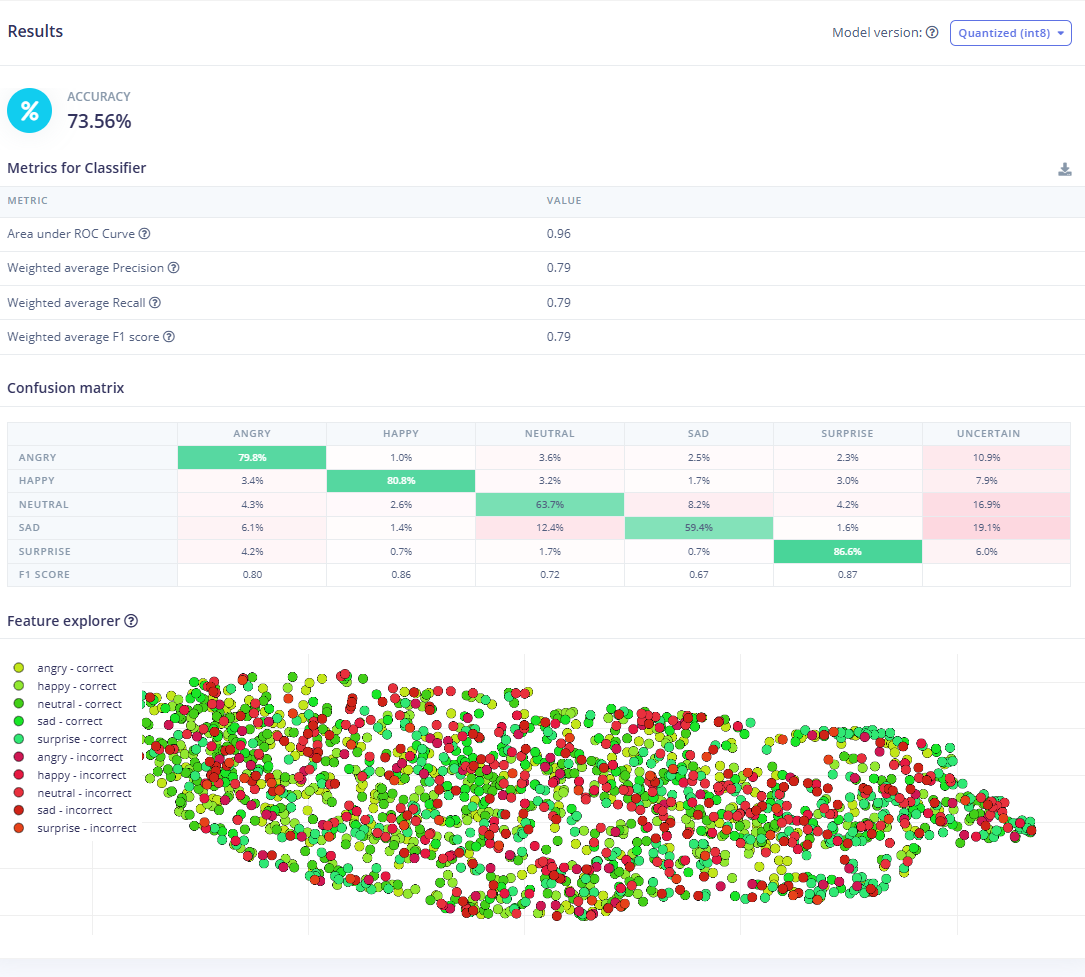 Results
Model version: Quantized (int8)
%
ACCURACY
73.56%
Metrics for Classifier
METRIC VALUE
Area under ROC Curve 0.96
Weighted average Precision 0.79
Weighted average Recall 0.79
Weighted average F1 score 0.79
Confusion matrix
ANGRY HAPPY NEUTRAL SAD SURPRISE UNCERTAIN
ANGRY 79.8% 1.0% 3.6% 2.5% 2.3% 10.9%
HAPPY 3.4% 80.8% 3.2% 1.7% 3.0% 7.9%
NEUTRAL 4.3% 2.6% 63.7% 8.2% 4.2% 16.9%
SAD 6.1% 1.4% 12.4% 59.4% 1.6% 19.1%
SURPRISE 4.2% 0.7% 1.7% 0.7% 86.6% 6.0%
F1 SCORE 0.80 0.86 0.72 0.67 0.87
Feature explorer
angry - correct
happy - correct
neutral - correct
sad - correct
surprise - correct
angry - incorrect
happy - incorrect
neutral - incorrect
sad - incorrect
surprise - incorrect